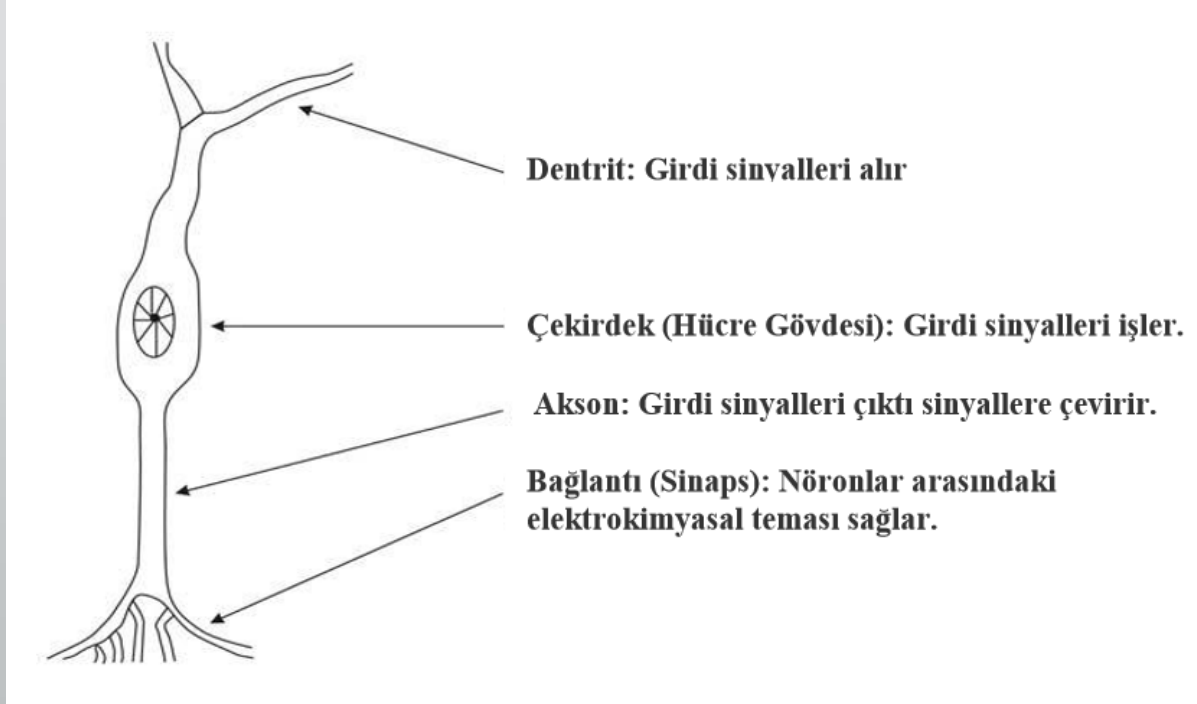 Dentrit: Girdi sinvalleri alır
Çekirdek (Hücre Gövdesi): Girdi sinyalleri işler.
Akson: Girdi sinyalleri çıktı sinyallere çevirir.
Bağlantı (Sinaps): Nöronlar arasındaki
elektrokimyasal teması sağlar.